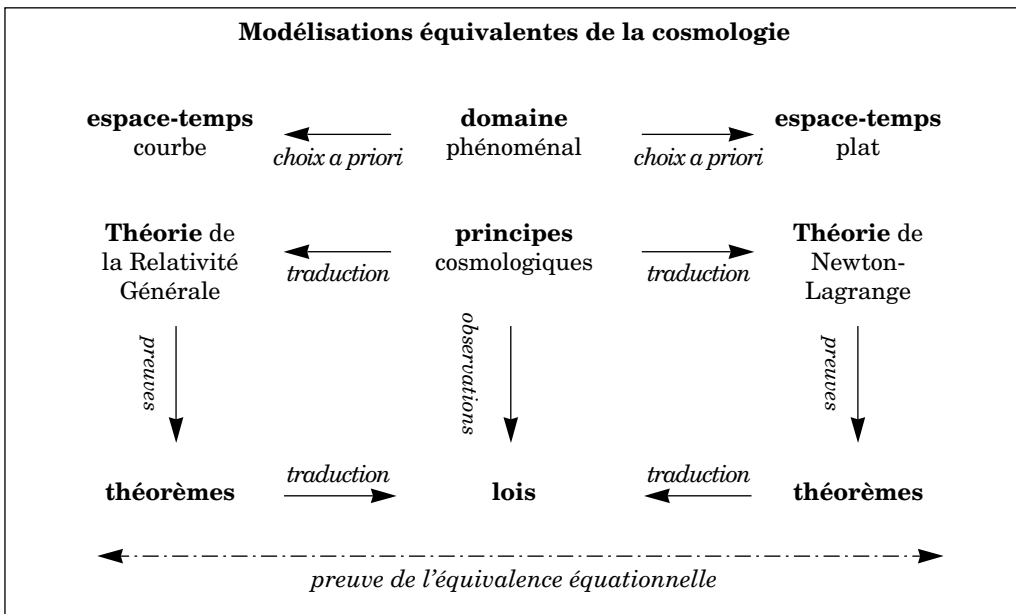 Modélisations équivalentes de la cosmologie
espace-temps
courbe
choix a priori
domaine
phénoménal
choix a priori
espace-temps
plat
Théorie de
la Relativité
Générale
traduction
principes
cosmologiques
traduction
Théorie de
Newton-
Lagrange
preuves
observations
preuves
théorèmes
traduction
lois
traduction
théorèmes
preuve de l’équivalence équationnelle